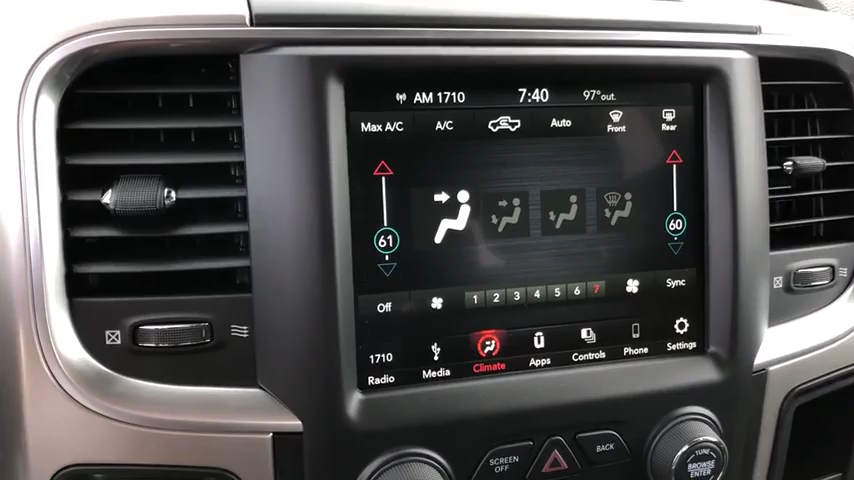 AM 1710 7:40 97°out.
Max A/C A/C Auto Front Rear
61 60
Off 1 2 3 4 5 6 7 Sync
1710
Radio Media Climate Apps Controls Phone Settings
SCREEN OFF BACK
TUNE
BROWSE
ENTER